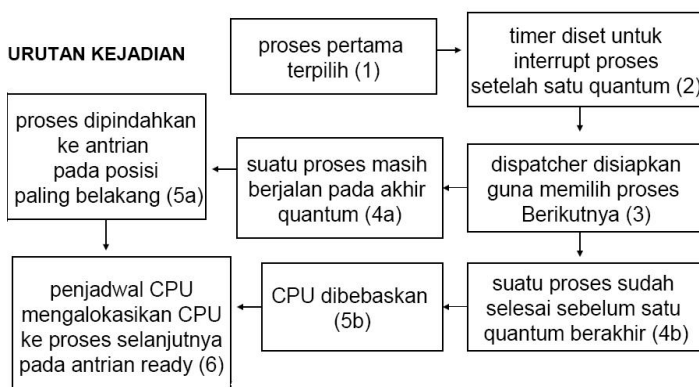 URUTAN KEJADIAN
proses pertama
terpilih (1)
timer diset untuk
interrupt proses
setelah satu quantum (2)
proses dipindahkan
ke antrian
pada posisi
paling belakang (5a)
suatu proses masih
berjalan pada akhir
quantum (4a)
dispatcher disiapkan
guna memilih proses
Berikutnya (3)
penjadwal CPU
mengalokasikan CPU
ke proses selanjutnya
pada antrian ready (6)
CPU dibebaskan
(5b)
suatu proses sudah
selesai sebelum satu
quantum berakhir (4b)